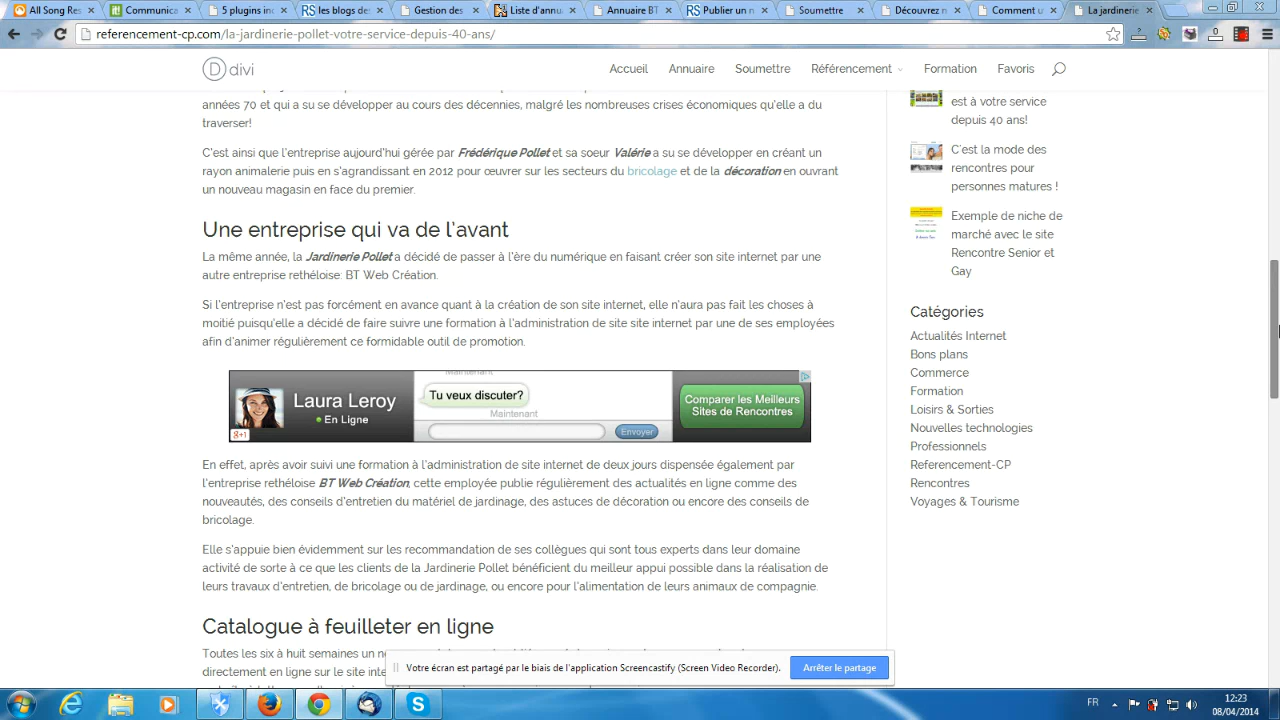 All Song Res
Communica
5 plugins inc
les blogs de
Gestion des
Liste d'annu
Annuaire BT
Publier un n
Soumettre
Découvrez n
Comment u
La jardinerie
referencement-cp.com/la-jardinerie-pollet-votre-service-depuis-40-ans/
divi
Accueil
Annuaire
Soumettre
Référencement
Formation
Favoris
années 70 et qui a su se développer au cours des décennies, malgré les nombreuses crises économiques qu'elle a du
traverser!
C'est ainsi que l'entreprise aujourd'hui gérée par Frédérique Pollet et sa soeur Valérie su se développer en créant un
puis en s'agrandissant en 2012 pour œuvrer sur les secteurs du bricolage et de la décoration en ouvrant
un nouveau magasin en face du premier.
Une entreprise qui va de l'avant
La même année, la Jardinerie Pollet a décidé de passer à l'ère du numérique en faisant créer son site internet par une
autre entreprise rethéloise: BT Web Création.
Si l'entreprise n'est pas forcément en avance quant à la création de son site internet, elle n'aura pas fait les choses à
moitié puisqu'elle a décidé de faire suivre une formation à l'administration de site site internet par une de ses employées
afin d'animer régulièrement ce formidable outil de promotion.
Laura Leroy
En Ligne
Maintenant
Tu veux discuter?
Maintenant
Envoyer
Comparer les Meilleurs
Sites de Rencontres
g+1
En effet, après avoir suivi une formation à l'administration de site internet de deux jours dispensée également par
l'entreprise rethéloise BT Web Création, cette employée publie régulièrement des actualités en ligne comme des
nouveautés, des conseils d'entretien du matériel de jardinage, des astuces de décoration ou encore des conseils de
bricolage.
Elle s'appuie bien évidemment sur les recommandation de ses collègues qui sont tous experts dans leur domaine
activité de sorte à ce que les clients de la Jardinerie Pollet bénéficient du meilleur appui possible dans la réalisation de
leurs travaux d'entretien, de bricolage ou de jardinage, ou encore pour l'alimentation de leurs animaux de compagnie.
Catalogue à feuilleter en ligne
Toutes les six à huit semaines un
directement en ligne sur le site
est à votre service
depuis 40 ans!
C'est la mode des
rencontres pour
personnes matures !
Exemple de niche de
marché avec le site
Rencontre Senior et
Gay
Catégories
Actualités Internet
Bons plans
Commerce
Formation
Loisirs & Sorties
Nouvelles technologies
Professionnels
Referencement-CP
Rencontres
Voyages & Tourisme
Votre écran est partagé par le biais de l'application Screencastify (Screen Video Recorder).
Arrêter le partage
FR
12:23
08/04/2014